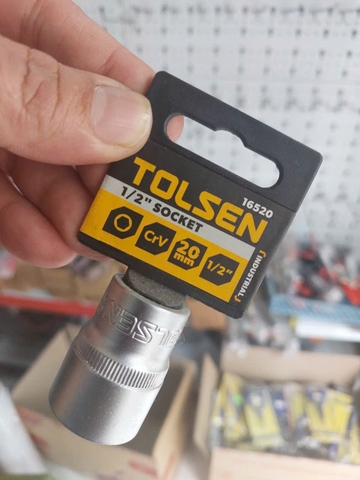 TOLSEN
16520
1/2" SOCKET
CrV
20
mm
1/2"
INDUSTRIAL